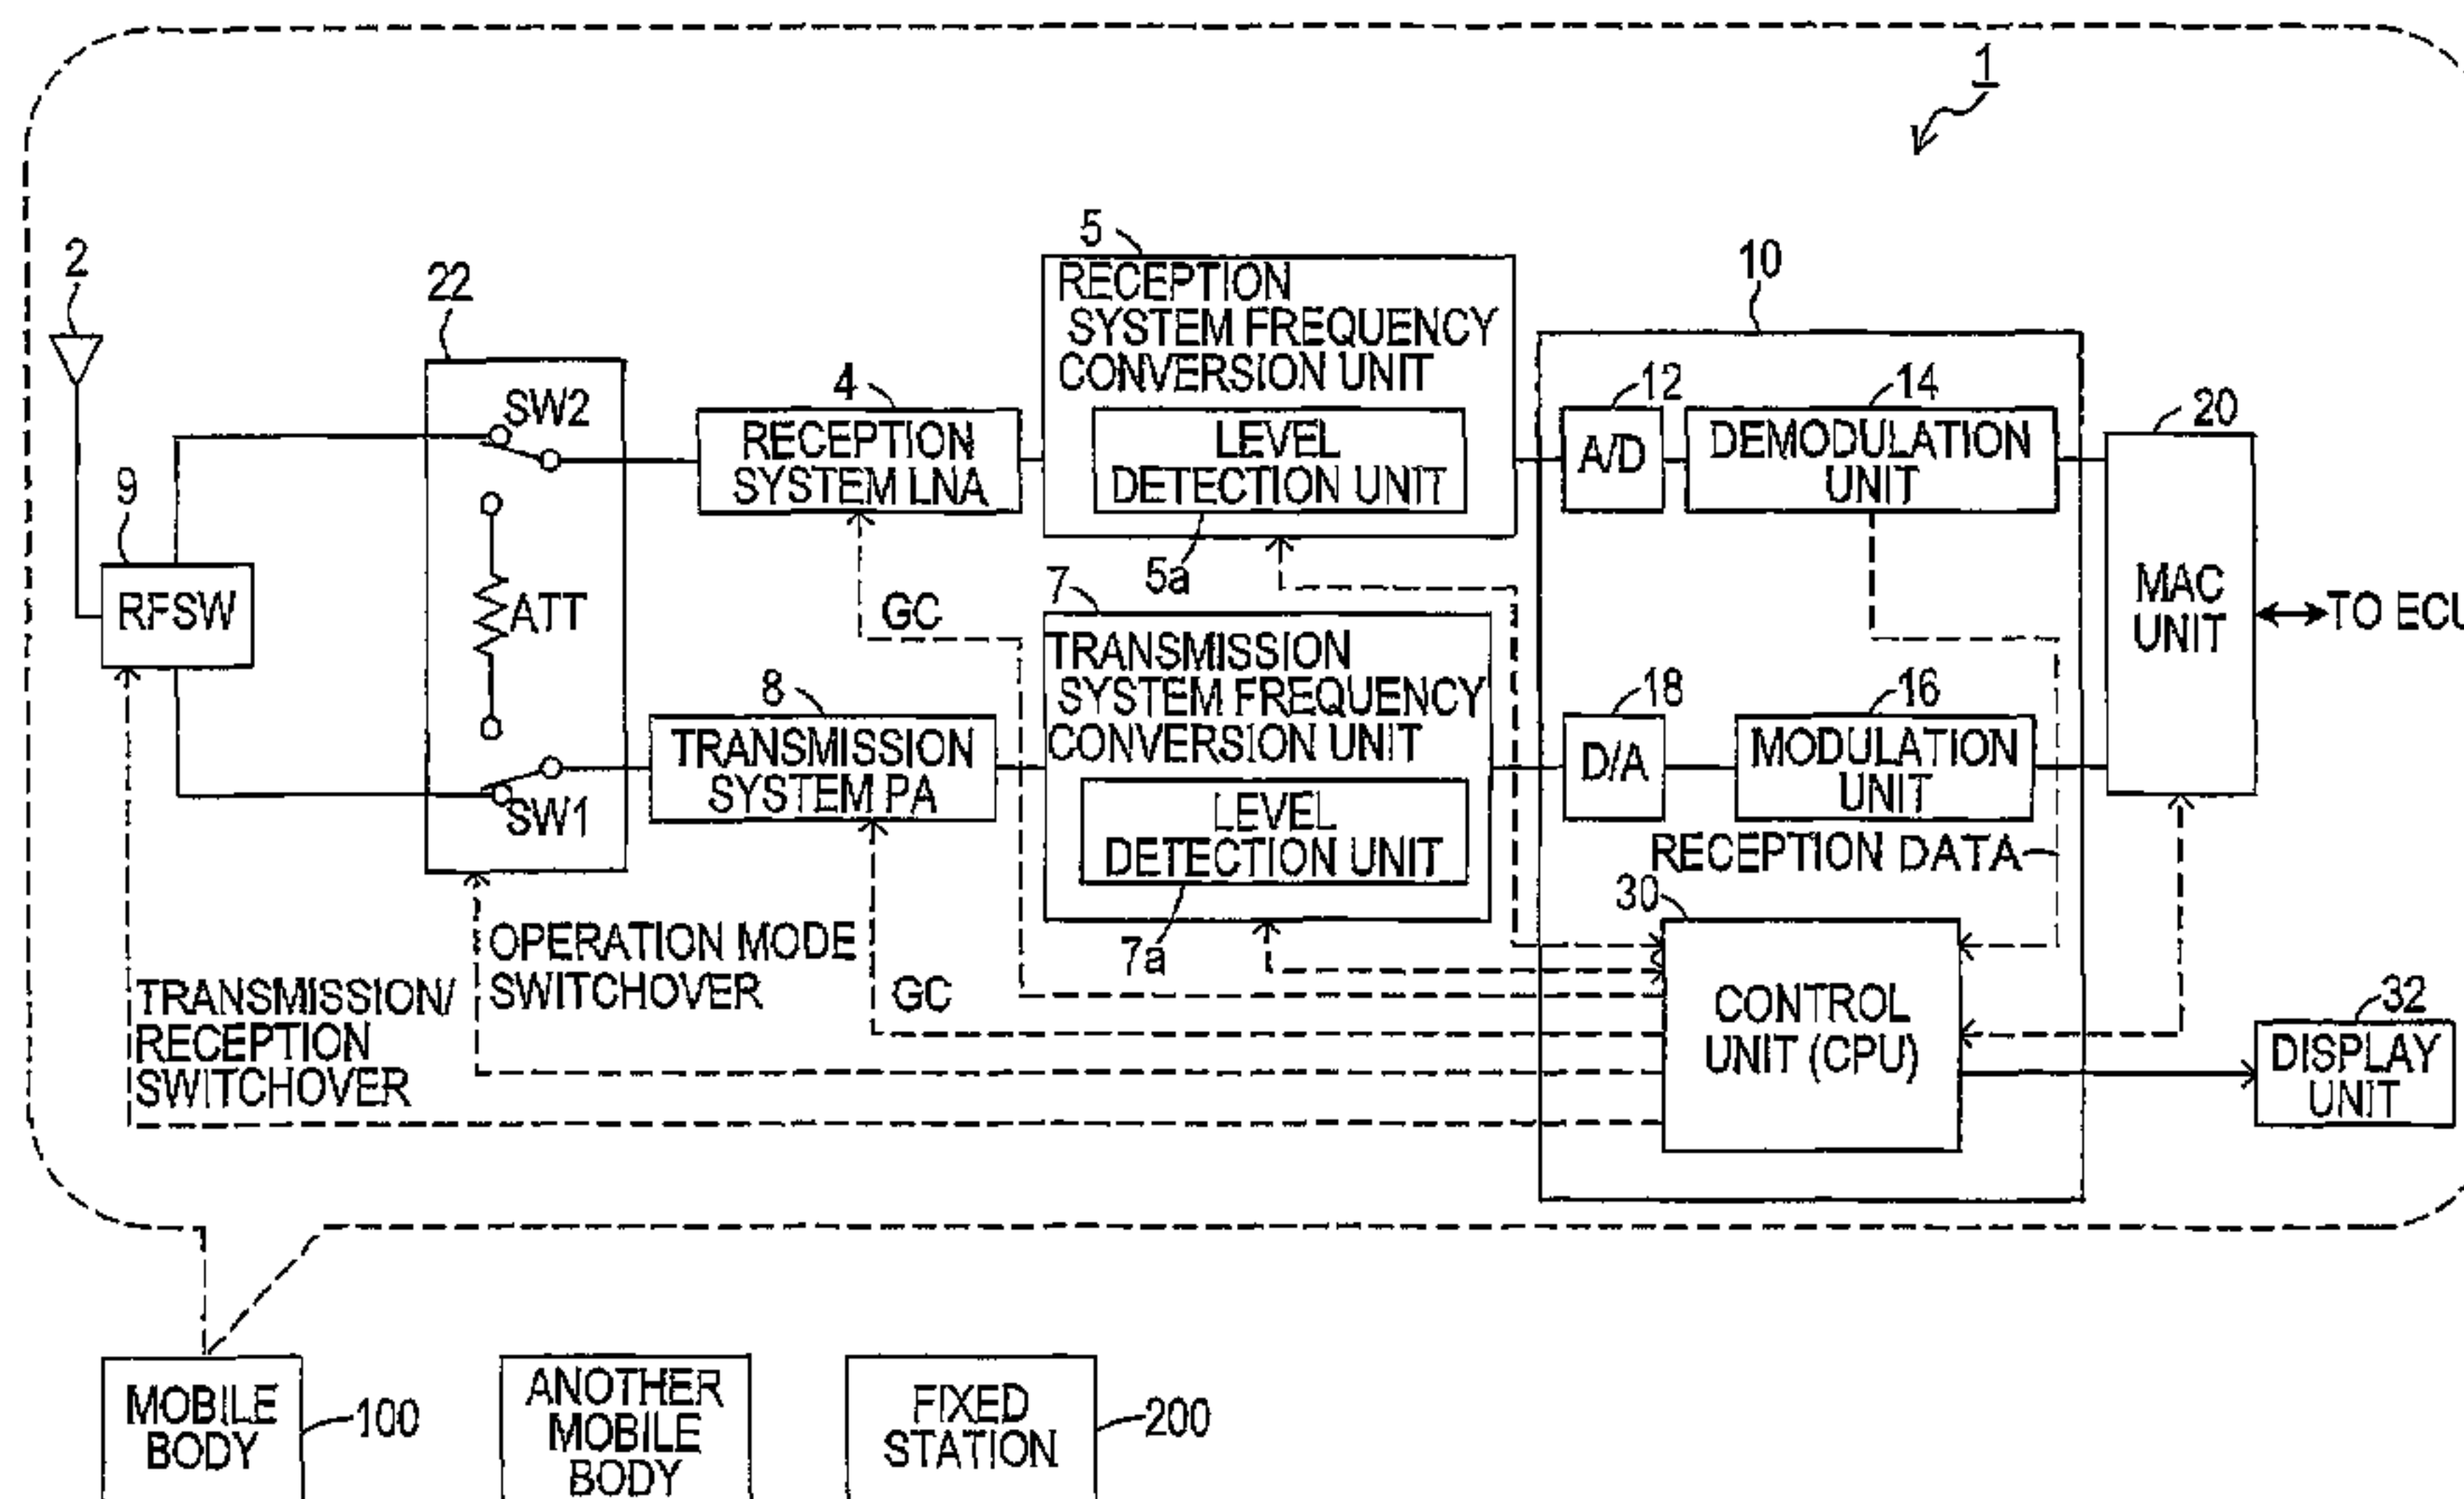 1
2
22
5
RECEPTION
SYSTEM FREQUENCY
CONVERSION UNIT
LEVEL
DETECTION UNIT
5a
10
SW2
4
RECEPTION
SYSTEM LNA
12
A/D
14
DEMODULATION
UNIT
20
MAC
UNIT
TO ECU
9
RFSW
ATT
GC
7
TRANSMISSION
SYSTEM FREQUENCY
CONVERSION UNIT
LEVEL
DETECTION UNIT
7a
8
TRANSMISSION
SYSTEM PA
SW1
18
D/A
16
MODULATION
UNIT
RECEPTION DATA
30
CONTROL
UNIT (CPU)
OPERATION MODE
SWITCHOVER
GC
TRANSMISSION/
RECEPTION
SWITCHOVER
32
DISPLAY
UNIT
MOBILE
BODY
100
ANOTHER
MOBILE
BODY
FIXED
STATION
200